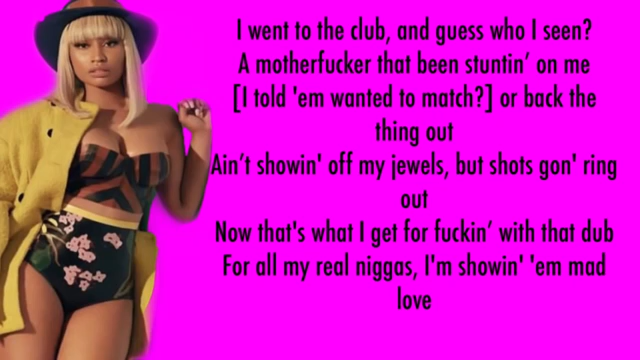 I went to the club, and guess who I seen?
A motherfucker that been stuntin’ on me
[I told 'em wanted to match?] or back the
thing out
Ain’t showin' off my jewels, but shots gon' ring
out
Now that's what I get for fuckin’ with that dub
For all my real niggas, I'm showin' 'em mad
love